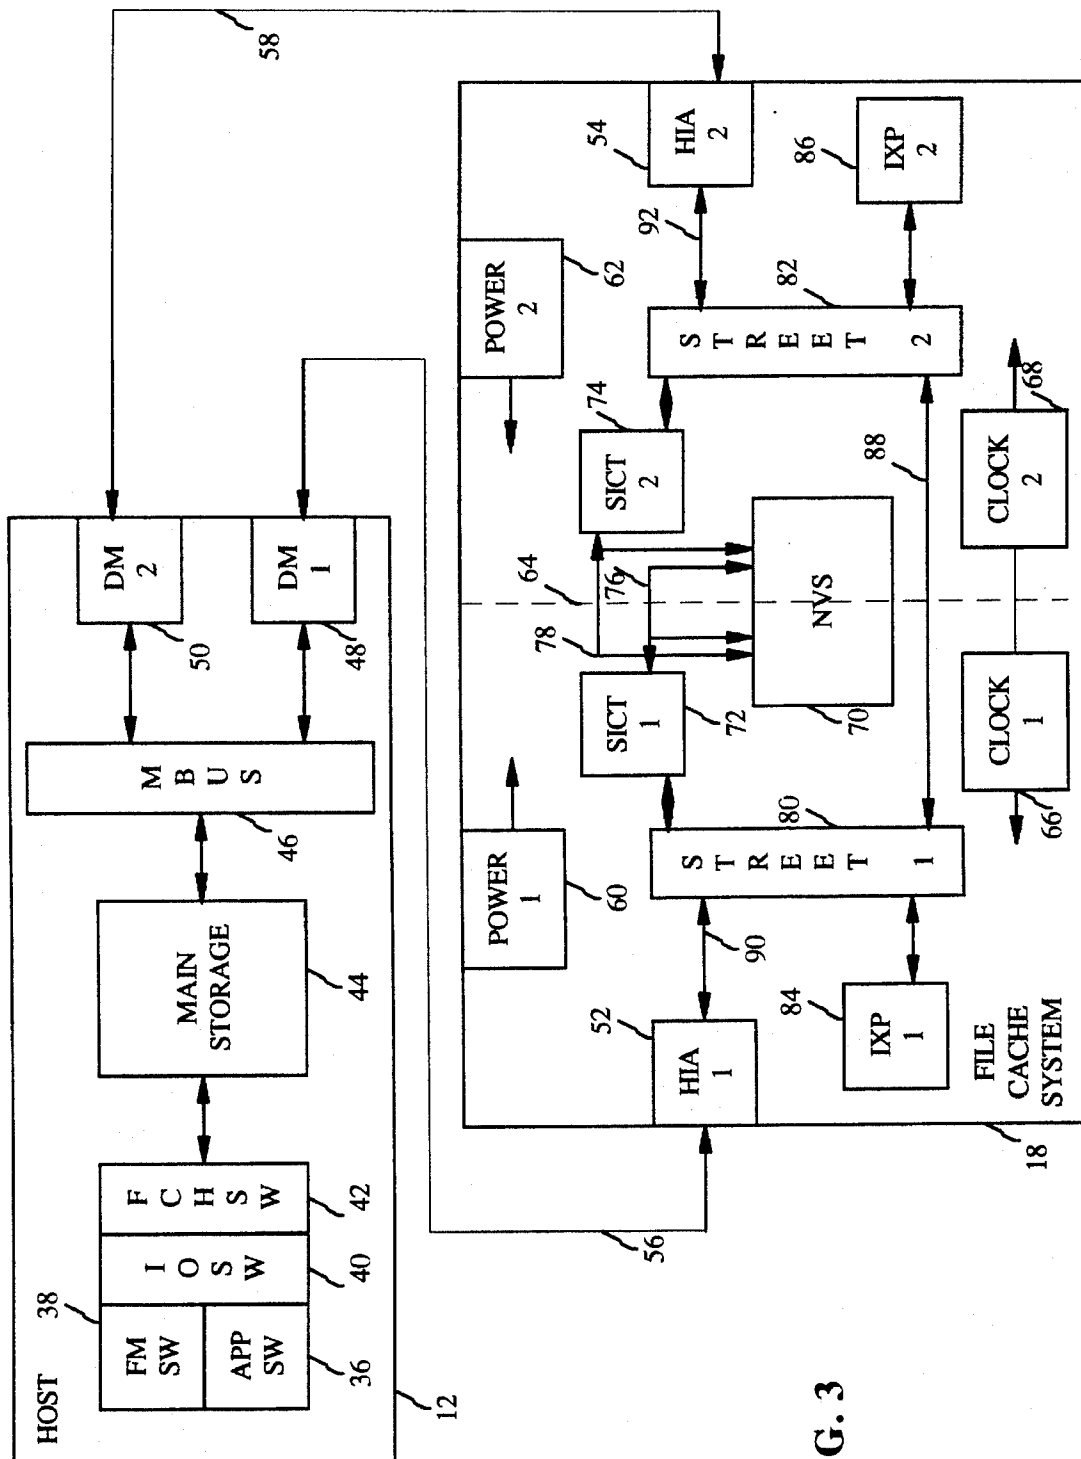 HOST
38
FM
SW
APP
SW
36
I
O
S
W
40
F
C
H
S
W
42
12
MAIN
STORAGE
44
M
B
U
S
46
DM
2
50
DM
1
48
58
56
HIA
1
52
90
IXP
1
84
FILE
CACHE
SYSTEM
18
POWER
1
60
S
T
R
E
E
T
1
80
SICT
1
72
78
76
64
NVS
70
CLOCK
1
66
SICT
2
74
88
CLOCK
2
68
POWER
2
62
S
T
R
E
E
T
2
82
92
HIA
2
54
IXP
2
86
G. 3